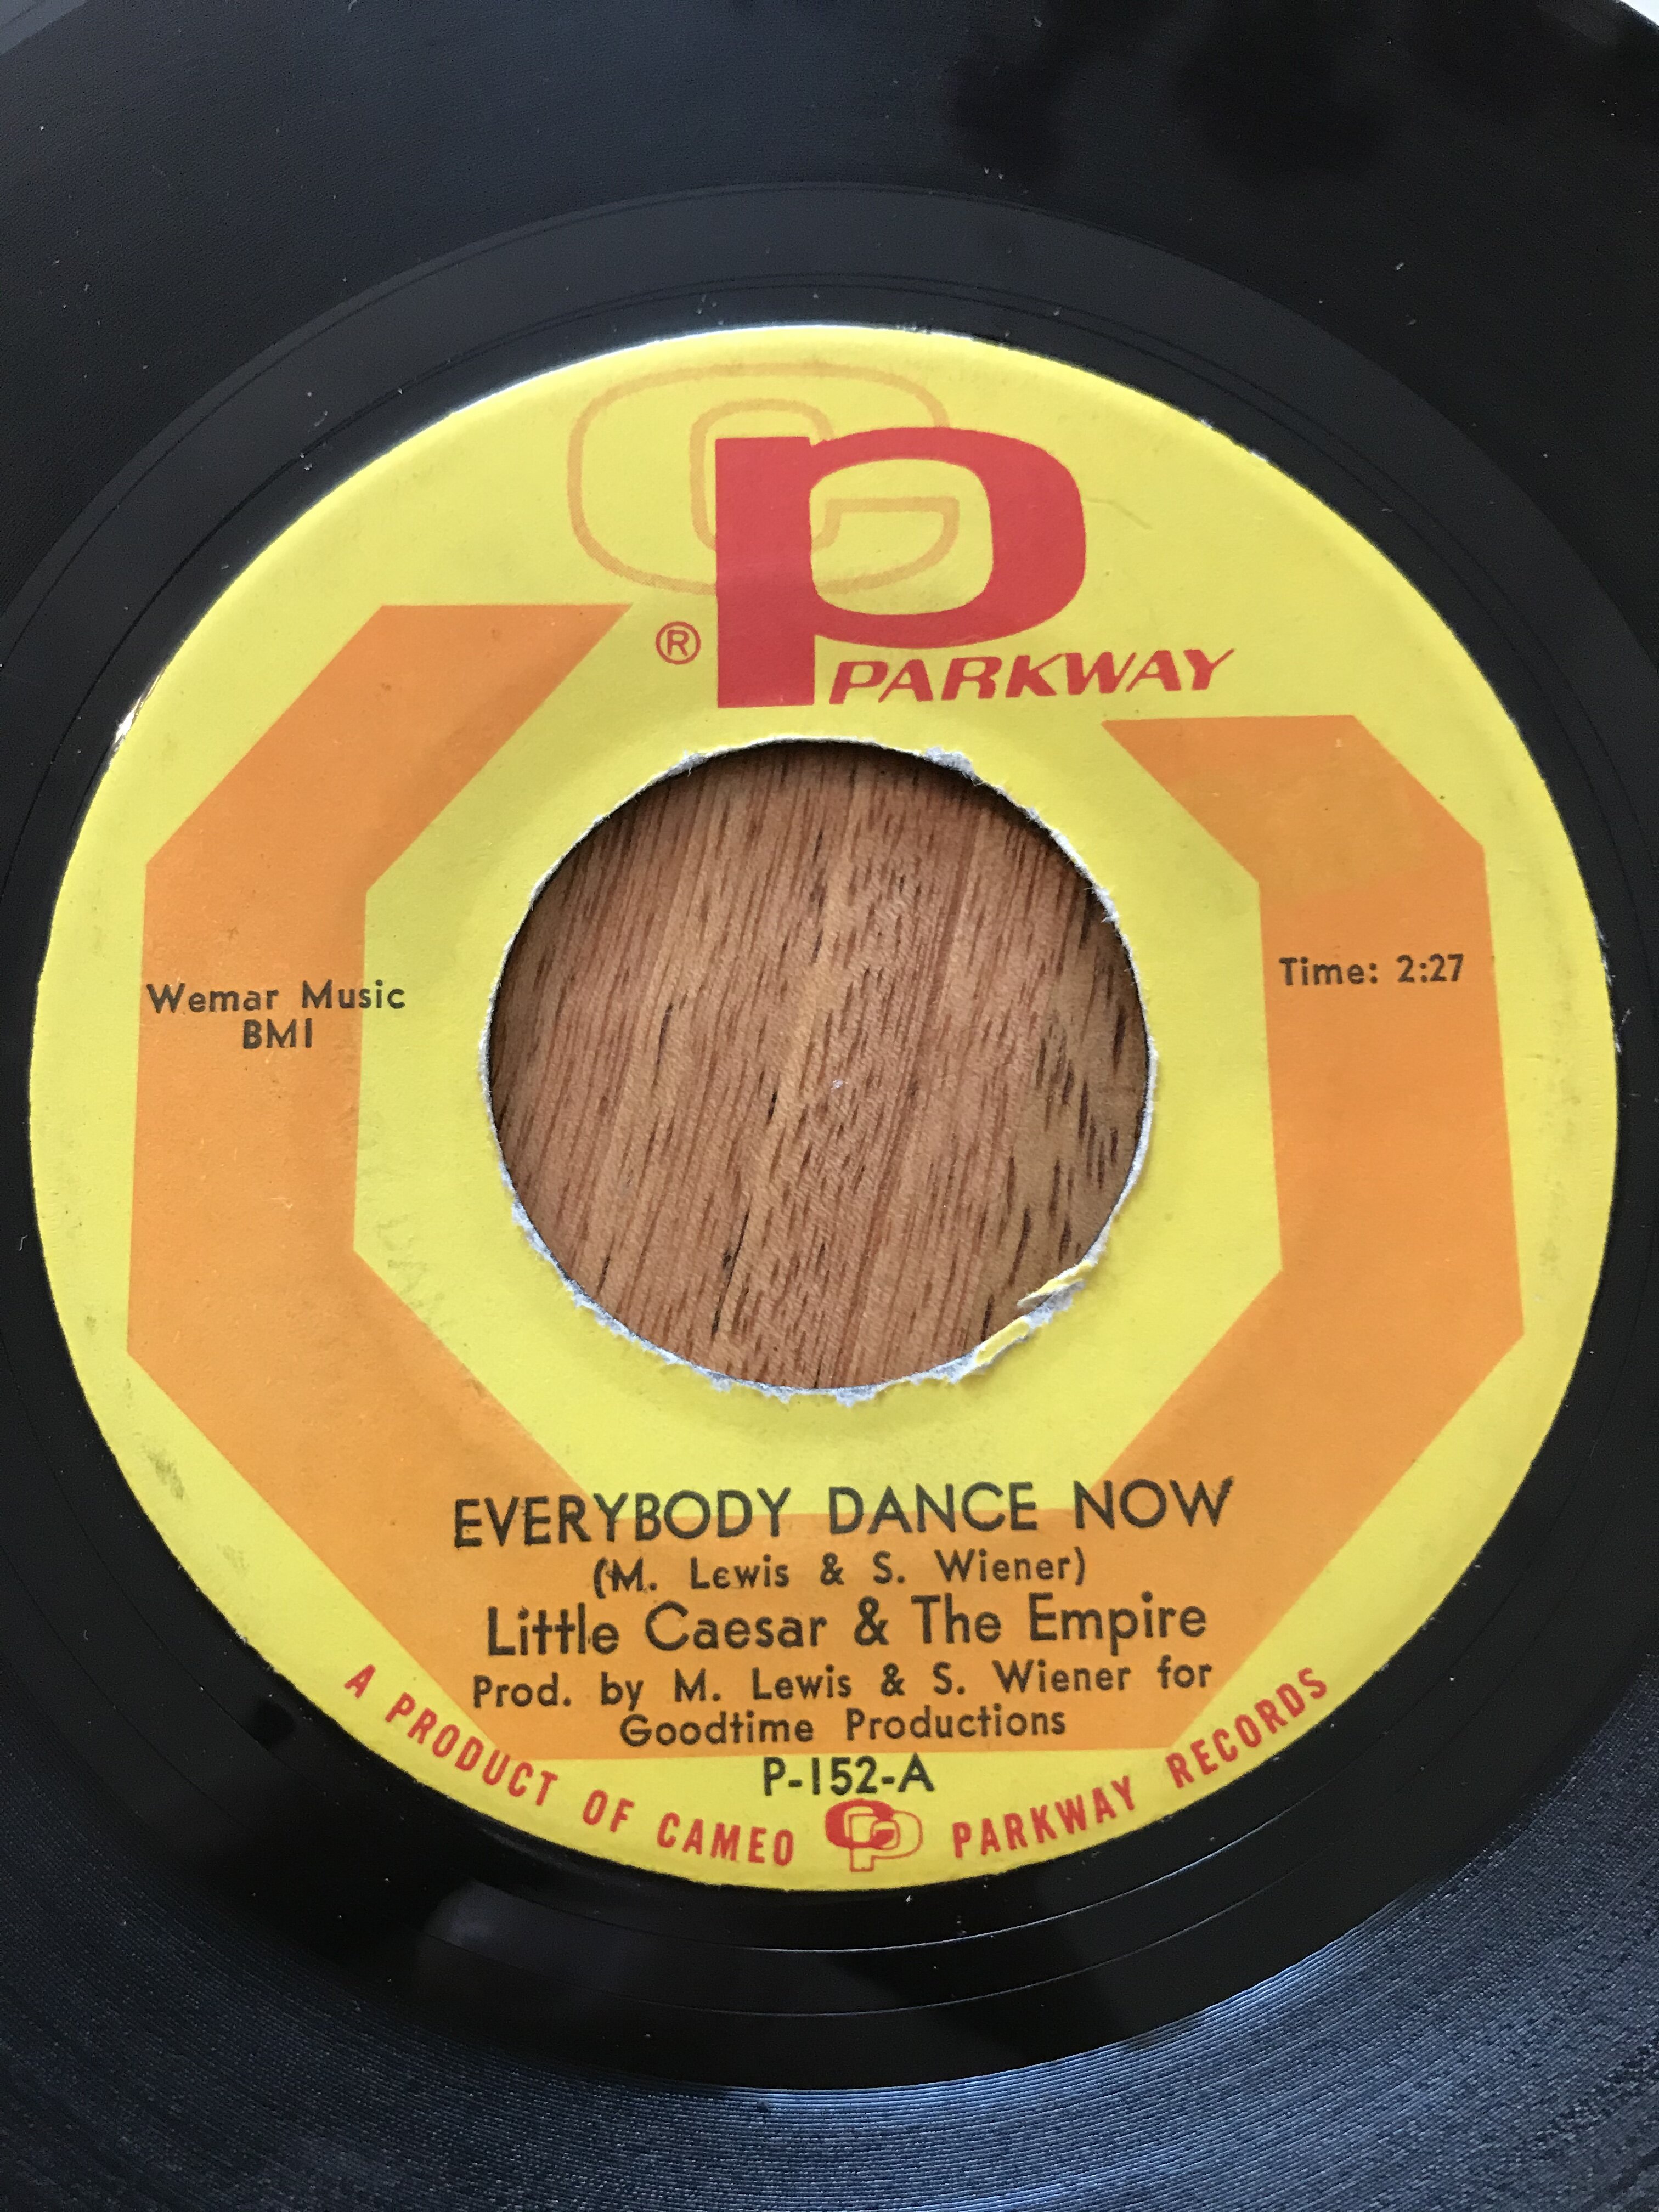 P
® PARKWAY
Wemar Music
BMI
Time: 2:27
EVERYBODY DANCE NOW
(M. Lewis & S. Wiener)
Little Caesar & The Empire
Prod. by M. Lewis & S. Wiener for
Goodtime Productions
P-152-A
A PRODUCT OF CAMEO CP PARKWAY RECORDS